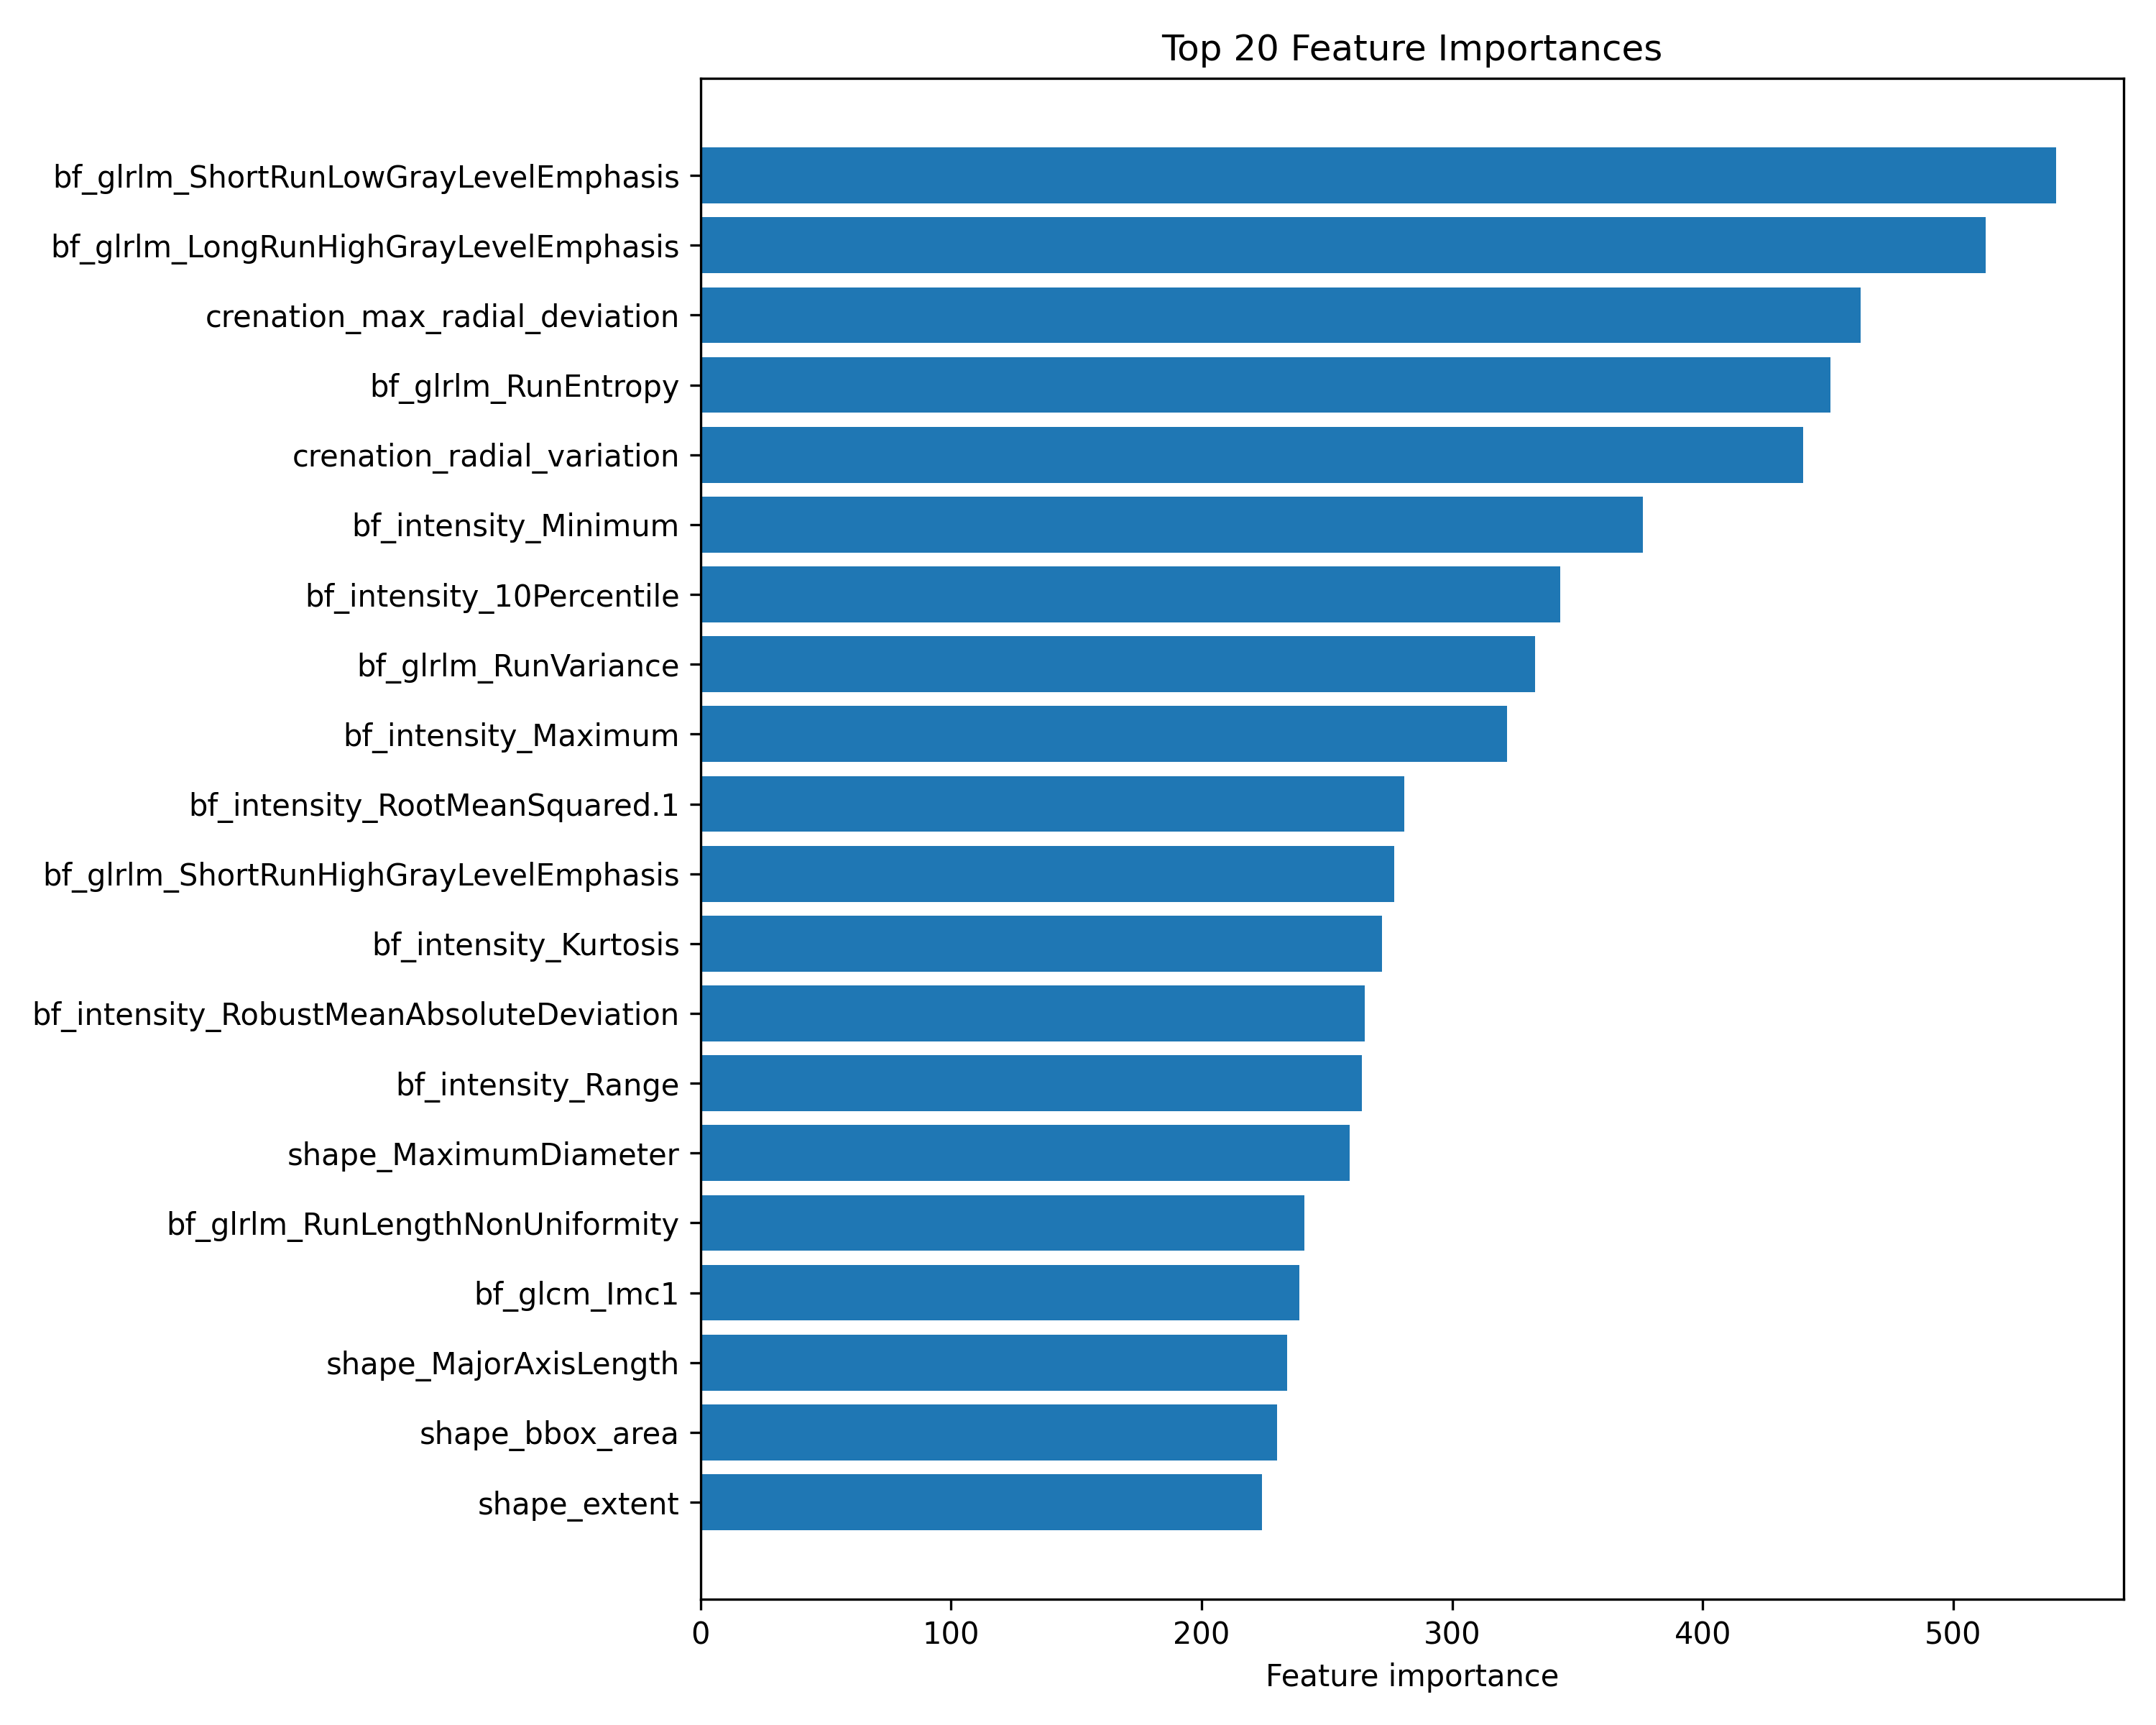 Top 20 Feature Importances
bf_glrlm_ShortRunLowGrayLevelEmphasis
bf_glrlm_LongRunHighGrayLevelEmphasis
crenation_max_radial_deviation
bf_glrlm_RunEntropy
crenation_radial_variation
bf_intensity_Minimum
bf_intensity_10Percentile
bf_glrlm_RunVariance
bf_intensity_Maximum
bf_intensity_RootMeanSquared.1
bf_glrlm_ShortRunHighGrayLevelEmphasis
bf_intensity_Kurtosis
bf_intensity_RobustMeanAbsoluteDeviation
bf_intensity_Range
shape_MaximumDiameter
bf_glrlm_RunLengthNonUniformity
bf_glcm_Imc1
shape_MajorAxisLength
shape_bbox_area
shape_extent
0 100 200 300 400 500
Feature importance